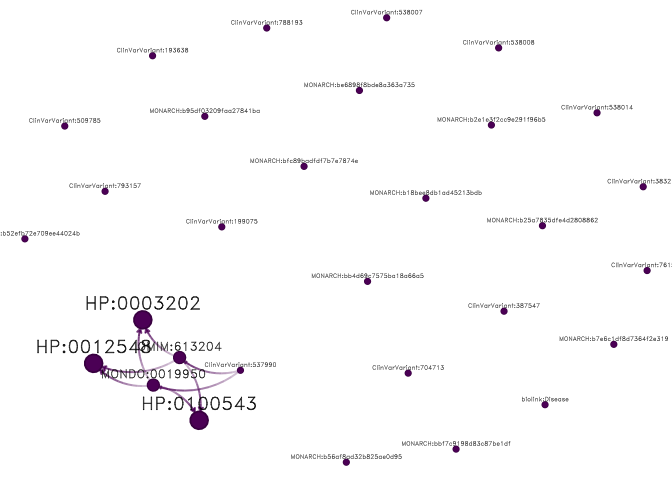 ClinVarVariant:538007
ClinVarVariant:788193
ClinVarVariant:538008
ClinVarVariant:193638
MONARCH:be6898f8bde8a363a735
ClinVarVariant:538014
MONARCH:b95df03209faa27841ba
MONARCH:b2e1e3f2cc9e291f96b5
ClinVarVariant:509785
MONARCH:bfc89badfdf7b7e7874e
ClinVarVariant:793157
ClinVarVariant:3832
MONARCH:b18bee8db1ad45213bdb
ClinVarVariant:199075
MONARCH:b25a7835dfe4d2808862
:b52efb72e709ee44024b
ClinVarVariant:761
MONARCH:bb4d69c7575ba18a66a5
HP:0003202
ClinVarVariant:387547
MONARCH:b7e6c1df8d7364f2e319
HP:0012548
OMIM:613204
ClinVarVariant:537990
MONDO:0019950
ClinVarVariant:704713
HP:0100543
biolink:Disease
MONARCH:bbf7c9198d83c87be1df
MONARCH:b56af8ad32b825ae0d95